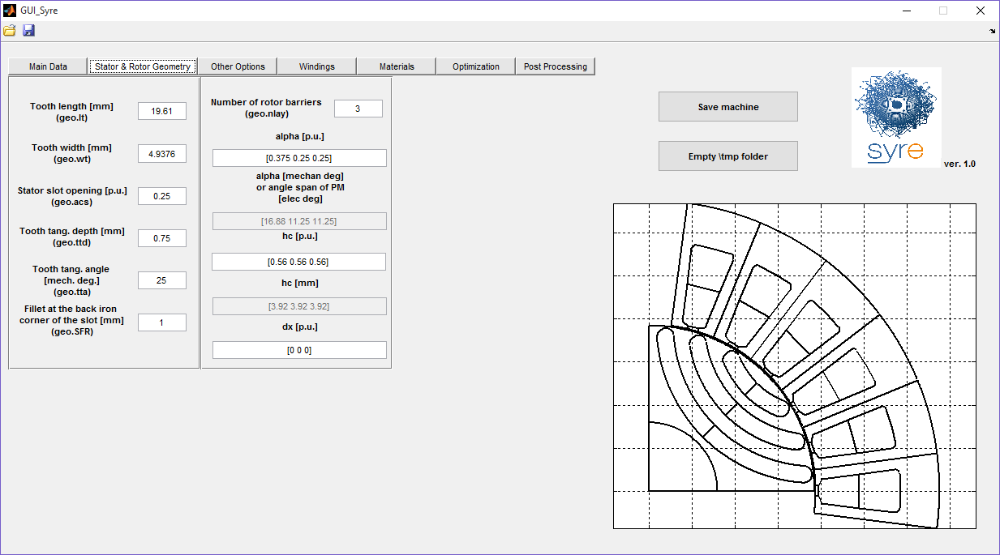 GUI_Syre
Main Data
Stator & Rotor Geometry
Other Options
Windings
Materials
Optimization
Post Processing
Tooth length [mm]
(geo.lt)
19.61
Tooth width [mm]
(geo.wt)
4.9376
Stator slot opening [p.u.]
(geo.acs)
0.25
Tooth tang. depth [mm]
(geo.ttd)
0.75
Tooth tang. angle
[mech. deg.]
(geo.tta)
25
Fillet at the back iron
corner of the slot [mm]
(geo.SFR)
1
Number of rotor barriers
(geo.nlay)
3
alpha [p.u.]
[0.375 0.25 0.25]
alpha [mechan deg]
or angle span of PM
[elec deg]
[16.88 11.25 11.25]
hc [p.u.]
[0.56 0.56 0.56]
hc [mm]
[3.92 3.92 3.92]
dx [p.u.]
[0 0 0]
Save machine
Empty \tmp folder
syre
ver. 1.0